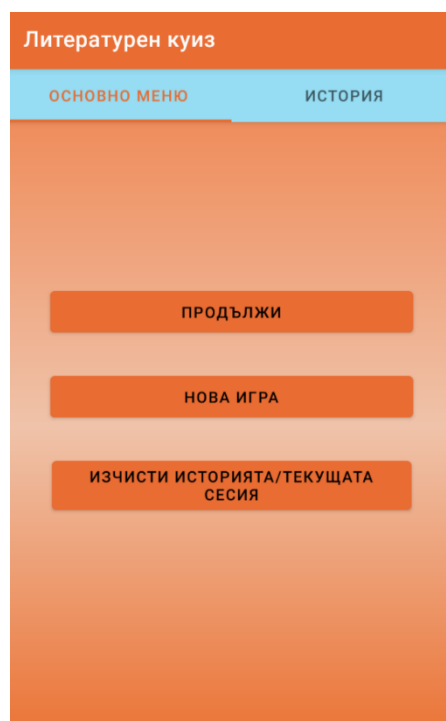 Литературен куиз
ОСНОВНО МЕНЮ
ИСТОРИЯ
ПРОДЪЛЖИ
НОВА ИГРА
ИЗЧИСТИ ИСТОРИЯТА/ТЕКУЩАТА
СЕСИЯ